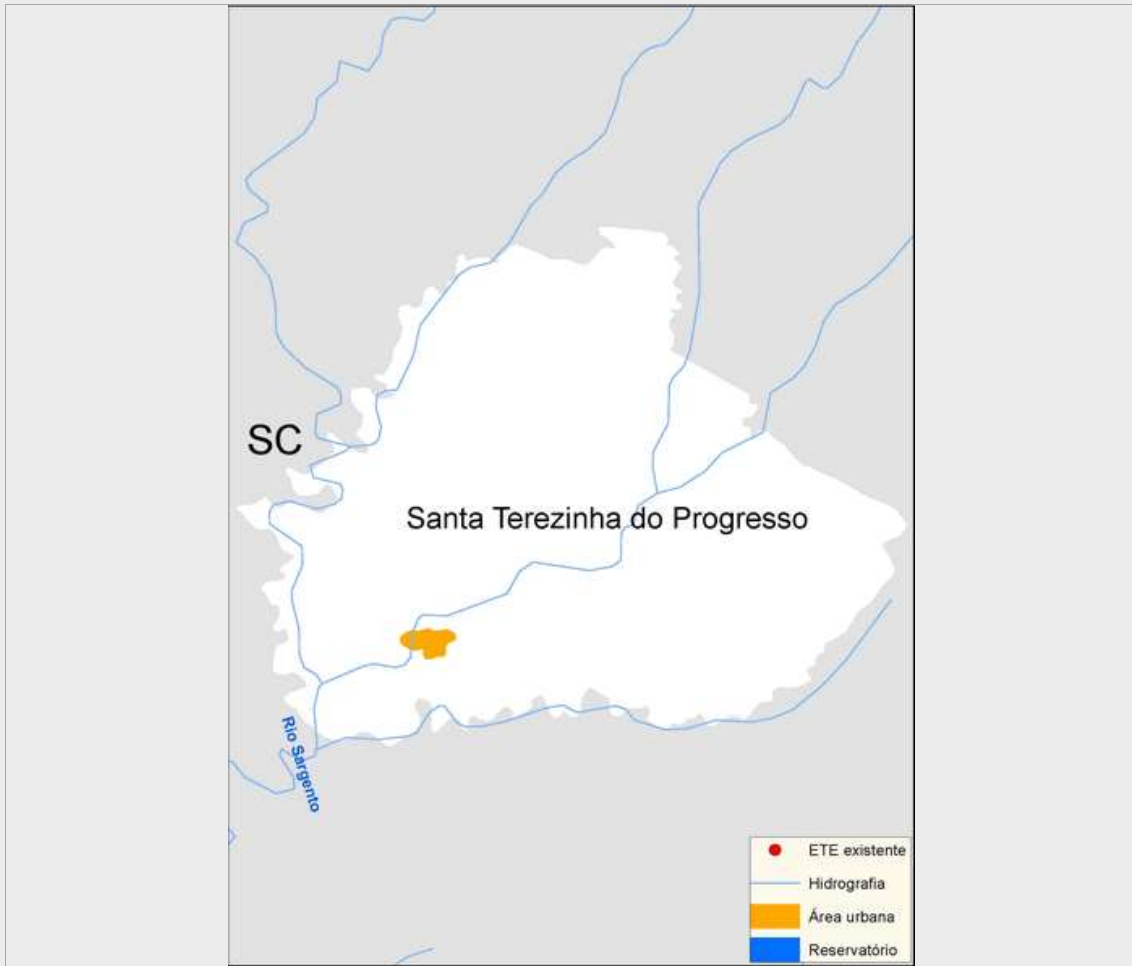 SC
Santa Terezinha do Progresso
Rio Sargento
ETE existente
Hidrografia
Área urbana
Reservatório